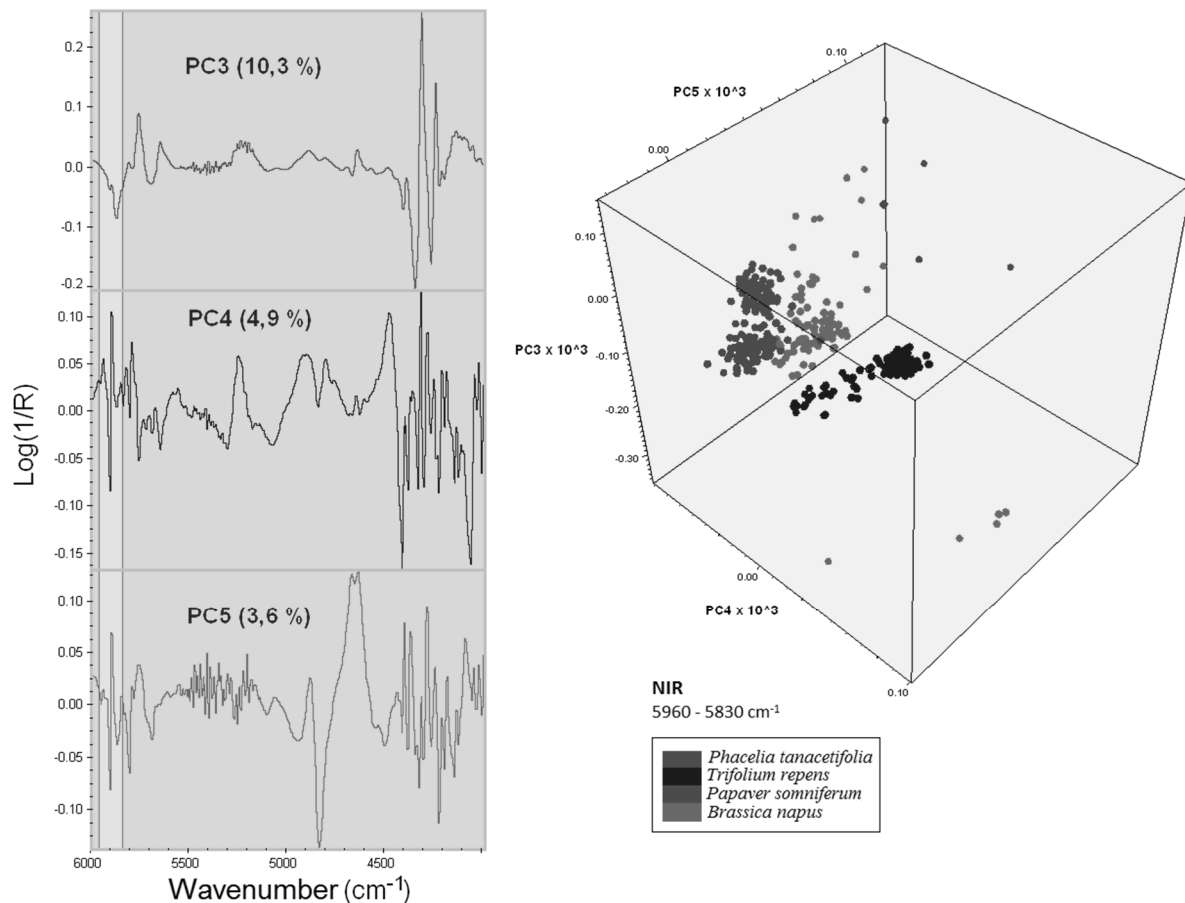 PC3 (10,3 %)
0.2
0.1
0.0
-0.1
-0.2
PC4 (4,9 %)
0.10
0.05
0.00
-0.05
-0.10
-0.15
PC5 (3,6 %)
0.10
0.05
0.00
-0.05
-0.10
Log(1/R)
6000
5500
5000
4500
Wavenumber (cm-1)
0.10
PC5 x 10^3
0.00
0.10
0.00
PC3 x 10^3
-0.10
-0.20
-0.30
0.00
PC4 x 10^3
0.10
NIR
5960 - 5830 cm-1
Phacelia tanacetifolia
Trifolium repens
Papaver somniferum
Brassica napus